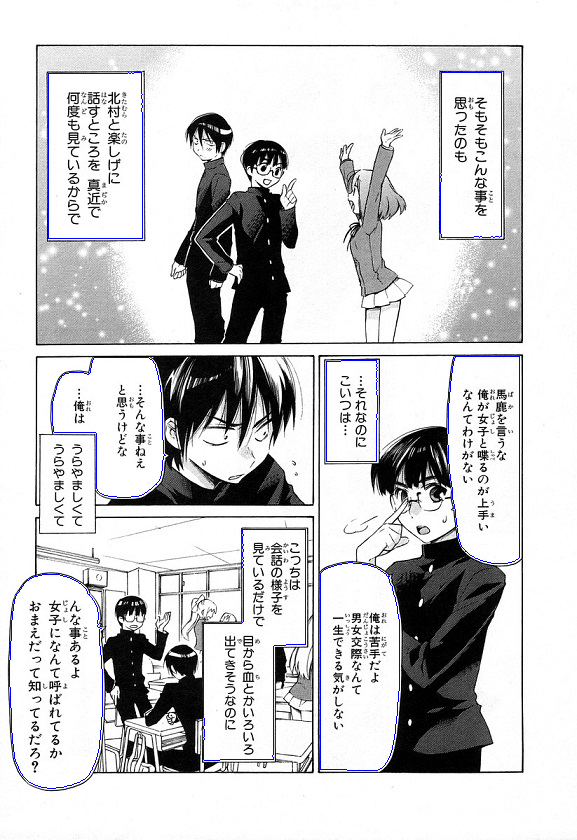 そもそもこんな事を
思ったのも
北村と楽しげに
話すところを 真近で
何度も見ているからで
馬鹿を言うな
俺が女子と喋るのが上手い
なんてわけがない
俺は苦手だよ
男女交際なんて
一生できる気がしない
…それなのに
こいつは…
…そんな事ねぇ
と思うけどな
…俺は
うらやましくて
うらやましくて
こっちは
会話の様子を
見ているだけで
目から血とかいろいろ
出てきそうなのに
んな事あるよ
女子になんて呼ばれてるか
おまえだって知ってるだろ?